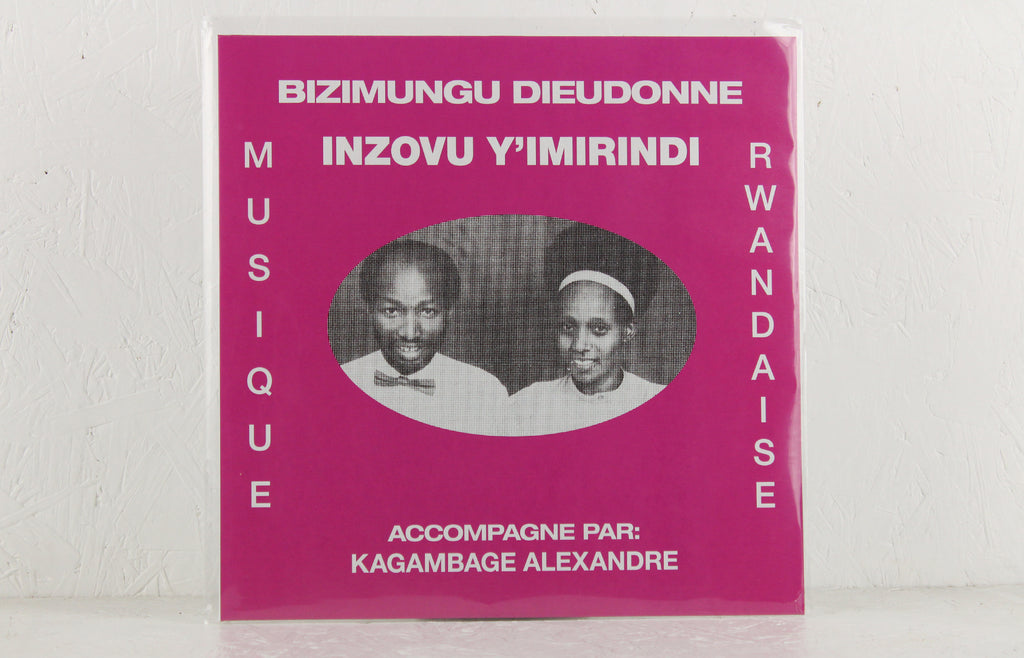 BIZIMUNGU DIEUDONNE
INZOVU Y'IMIRINDI
MUSIQUE
RWANDAISE
ACCOMPAGNE PAR:
KAGAMBAGE ALEXANDRE